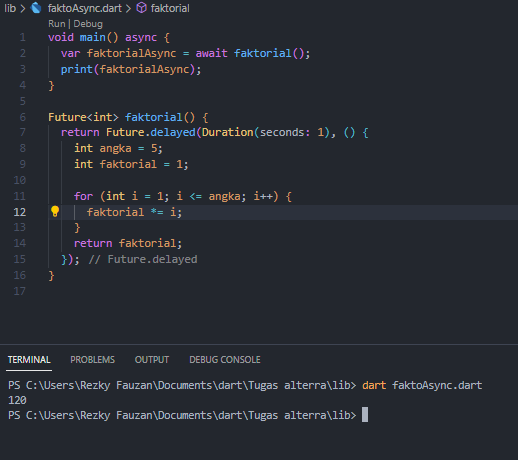 lib > faktoAsync.dart > faktorial
Run | Debug
1 void main() async {
2   var faktorialAsync = await faktorial();
3   print(faktorialAsync);
4 }
5
6 Future<int> faktorial() {
7   return Future.delayed(Duration(seconds: 1), () {
8     int angka = 5;
9     int faktorial = 1;
10
11     for (int i = 1; i <= angka; i++) {
12       faktorial *= i;
13     }
14     return faktorial;
15   }); // Future.delayed
16 }
17
TERMINAL PROBLEMS OUTPUT DEBUG CONSOLE
PS C:\Users\Rezky Fauzan\Documents\dart\Tugas alterra\lib> dart faktoAsync.dart
120
PS C:\Users\Rezky Fauzan\Documents\dart\Tugas alterra\lib>